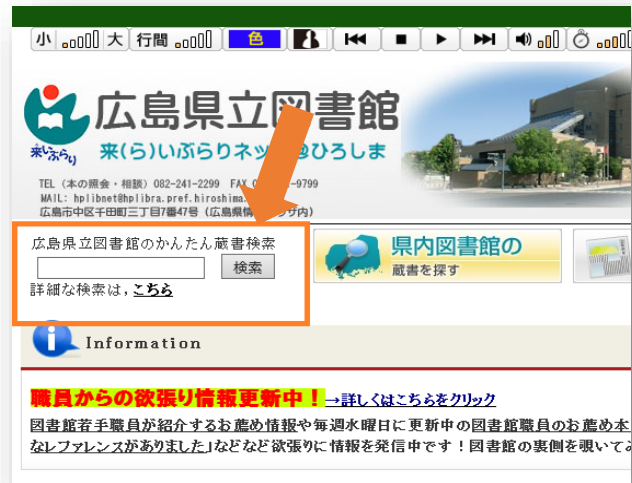 小 大 行間 色
広島県立図書館
来いぶらり 来(ら)いぶらりネッ ひろしま
TEL (本の照会・相談) 082-241-2299 FAX -9799
MAIL: hplibnet@hplibra.pref.hiroshima.
広島市中区千田町三丁目7番47号 (広島県情 ザ内)
広島県立図書館のかんたん蔵書検索
検索
詳細な検索は,こちら
県内図書館の
蔵書を探す
Information
職員からの欲張り情報更新中!→詳しくはこちらをクリック
図書館若手職員が紹介するお薦め情報や毎週水曜日に更新中の図書館職員のお薦め本
なレファレンスがありました」などなど欲張りに情報を発信中です!図書館の裏側を覗いてみ